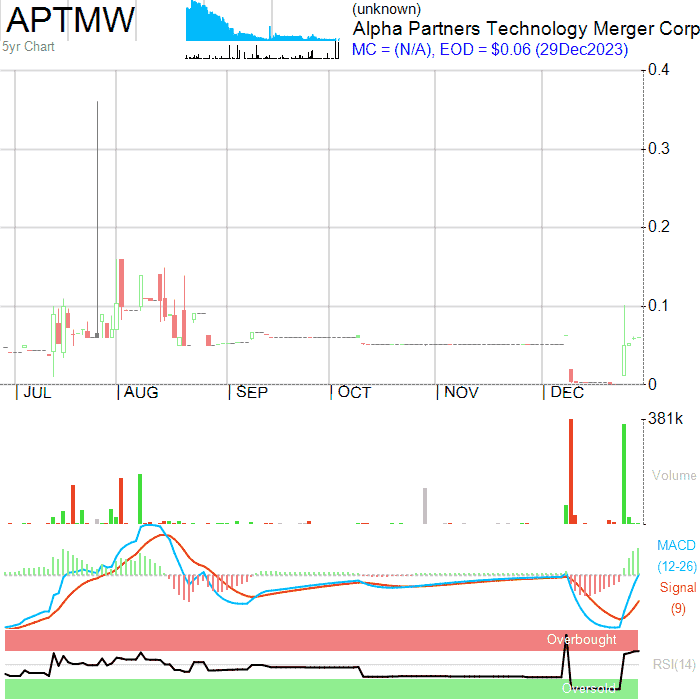 APTMW
5yr Chart
(unknown)
Alpha Partners Technology Merger Corp
MC = (N/A), EOD = $0.06 (29Dec2023)
0.4
0.3
0.2
0.1
0
JUL AUG SEP OCT NOV DEC
381k
Volume
MACD
(12-26)
Signal
(9)
Overbought
RSI(14)
Oversold